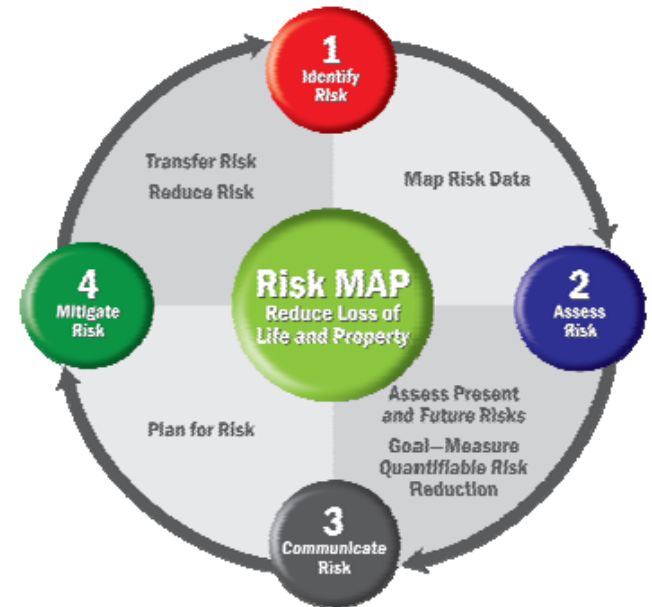 1
Identify
Risk
Transfer Risk
Reduce Risk
Map Risk Data
4
Mitigate
Risk
Risk MAP
Reduce Loss of
Life and Property
2
Assess
Risk
Plan for Risk
Assess Present
and Future Risks
Goal—Measure
Quantifiable Risk
Reduction
3
Communicate
Risk